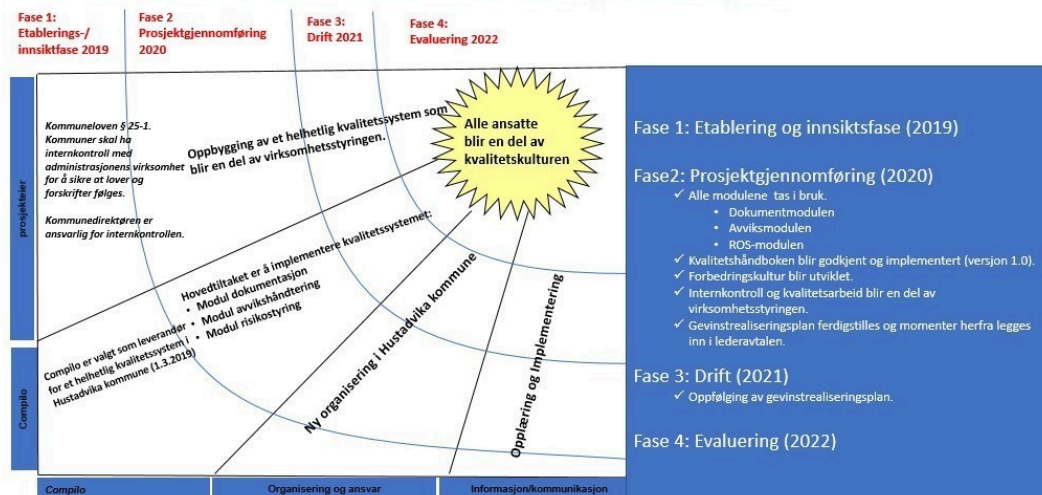 Fase 1:
Etablerings-/
innsiktfase 2019
Fase 2
Prosjektgjennomføring
2020
Fase 3:
Drift 2021
Fase 4:
Evaluering 2022
prosjekteier
Kommuneloven § 25-1.
Kommuner skal ha
internkontroll med
administrasjonens virksomhet
for å sikre at lover og
forskrifter følges.
Kommunedirektøren er
ansvarlig for internkontrollen.
Oppbygging av et helhetlig kvalitetssystem som
blir en del av virksomhetsstyringen.
Alle ansatte
blir en del av
kvalitetskulturen
Hovedtiltaket er å implementere kvalitetssystemet:
• Modul dokumentasjon
• Modul avvikshåndtering
• Modul risikostyring
Compilo
Compilo er valgt som leverandør
for et helhetlig kvalitetssystem i
Hustadvika kommune (1.3.2019)
Ny organisering i Hustadvika kommune
Opplæring og Implementering
Compilo
Organisering og ansvar
Informasjon/kommunikasjon
Fase 1: Etablering og innsiktsfase (2019)
Fase2: Prosjektgjennomføring (2020)
✓ Alle modulene tas i bruk.
• Dokumentmodulen
• Avviksmodulen
• ROS-modulen
✓ Kvalitetshåndboken blir godkjent og implementert (versjon 1.0).
✓ Forbedringskultur blir utviklet.
✓ Internkontroll og kvalitetsarbeid blir en del av
virksomhetsstyringen.
✓ Gevinstrealiseringsplan ferdigstilles og momenter herfra legges
inn i lederavtalen.
Fase 3: Drift (2021)
✓ Oppfølging av gevinstrealiseringsplan.
Fase 4: Evaluering (2022)